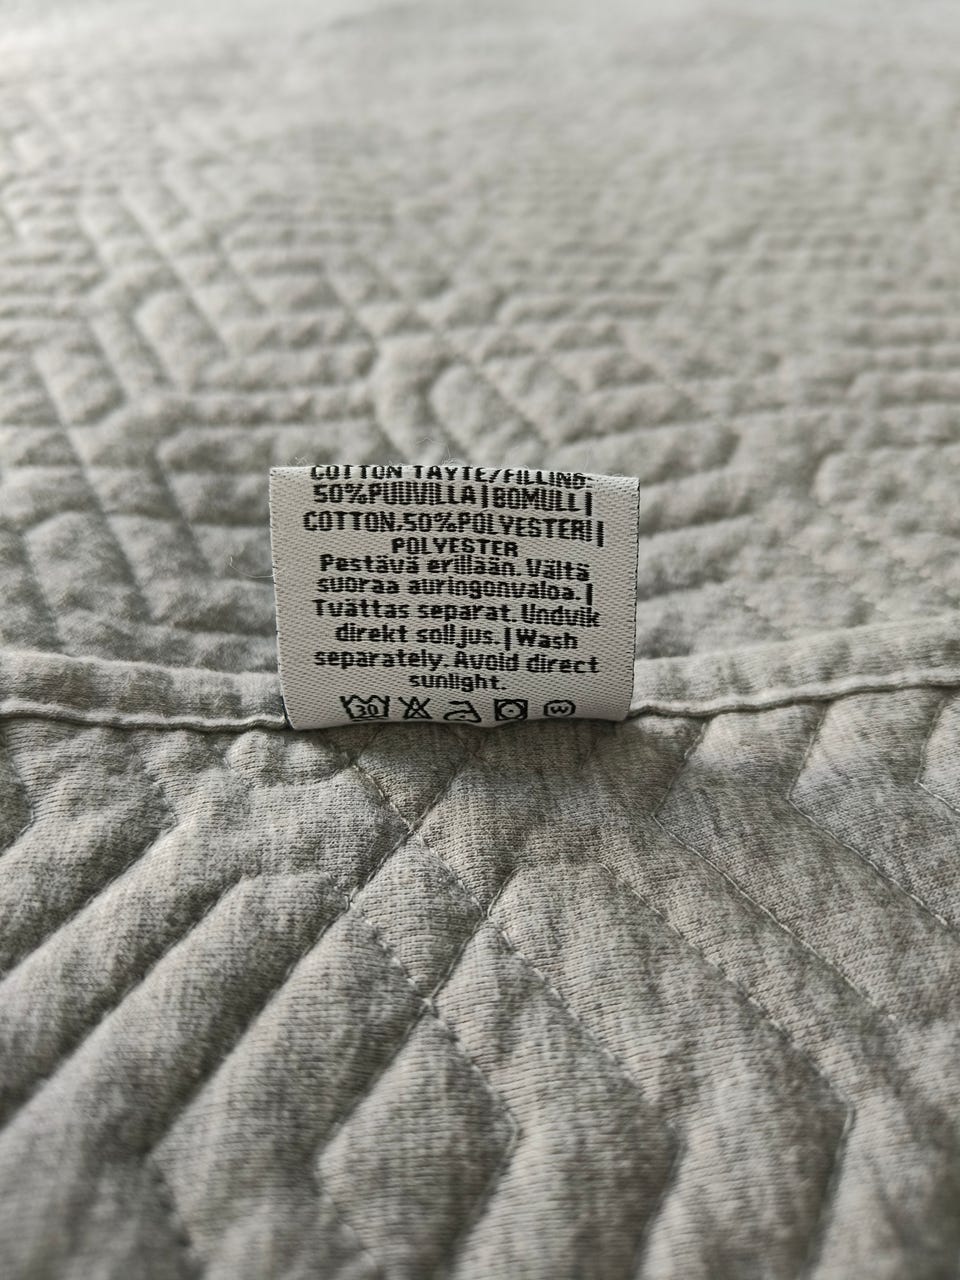 COTTON TÄYTE/FILLING:
50%PUUVILLA|BOMULL|
COTTON.50%POLYESTERI|
POLYESTER
Pestävä erillään. Vältä
suoraa auringonvaloa.|
Tvättas separat. Undvik
direkt solljus.|Wash
separately. Avoid direct
sunlight.
30 W